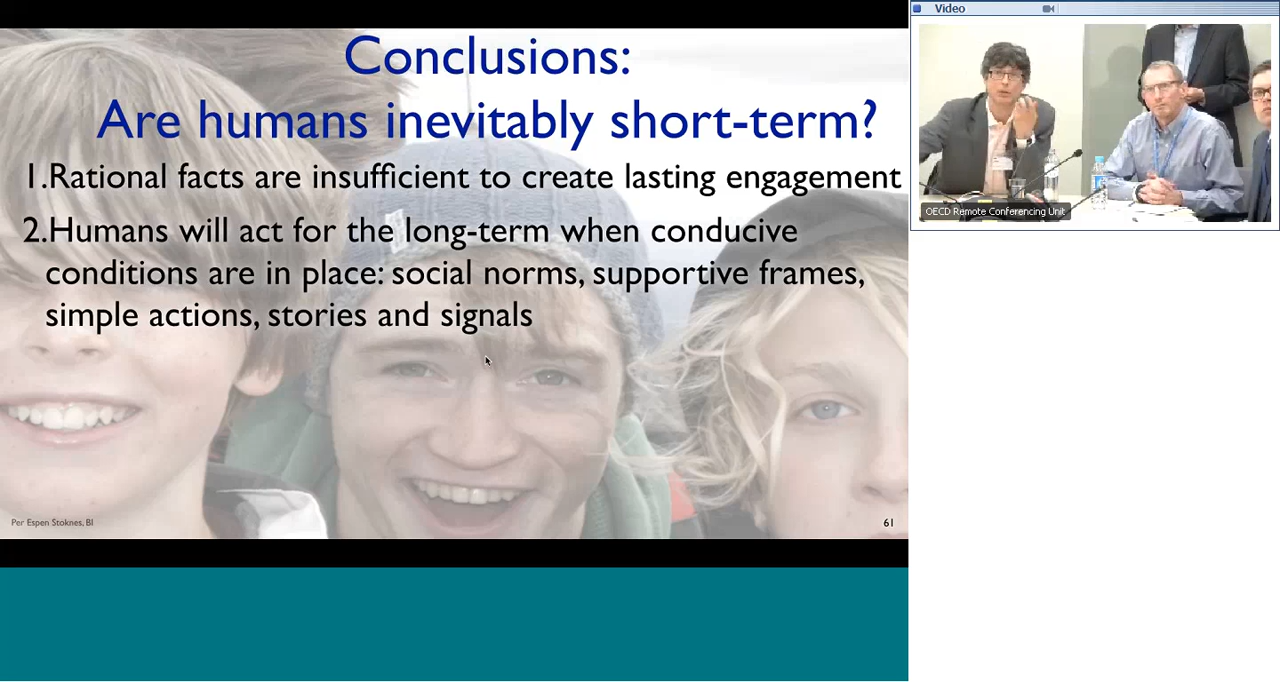 Conclusions:
Are humans inevitably short-term?
1.Rational facts are insufficient to create lasting engagement
2.Humans will act for the long-term when conducive
conditions are in place: social norms, supportive frames,
simple actions, stories and signals
Per Espen Stoknes, BI
61
Video
OECD Remote Conferencing Unit